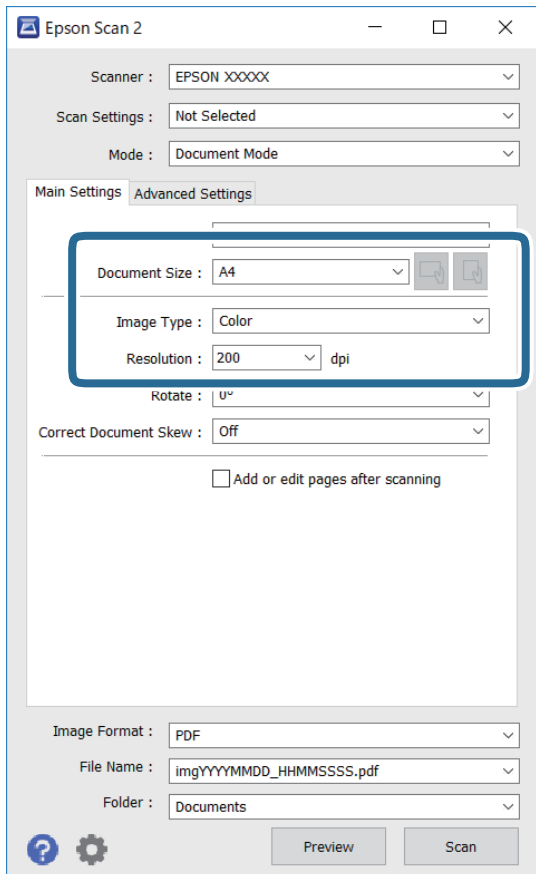 Epson Scan 2
Scanner : EPSON XXXXX
Scan Settings : Not Selected
Mode : Document Mode
Main Settings Advanced Settings
Document Size : A4
Image Type : Color
Resolution : 200 dpi
Rotate : 0°
Correct Document Skew : Off
Add or edit pages after scanning
Image Format : PDF
File Name : imgYYYYMMDD_HHMMSSSS.pdf
Folder : Documents
? Preview Scan